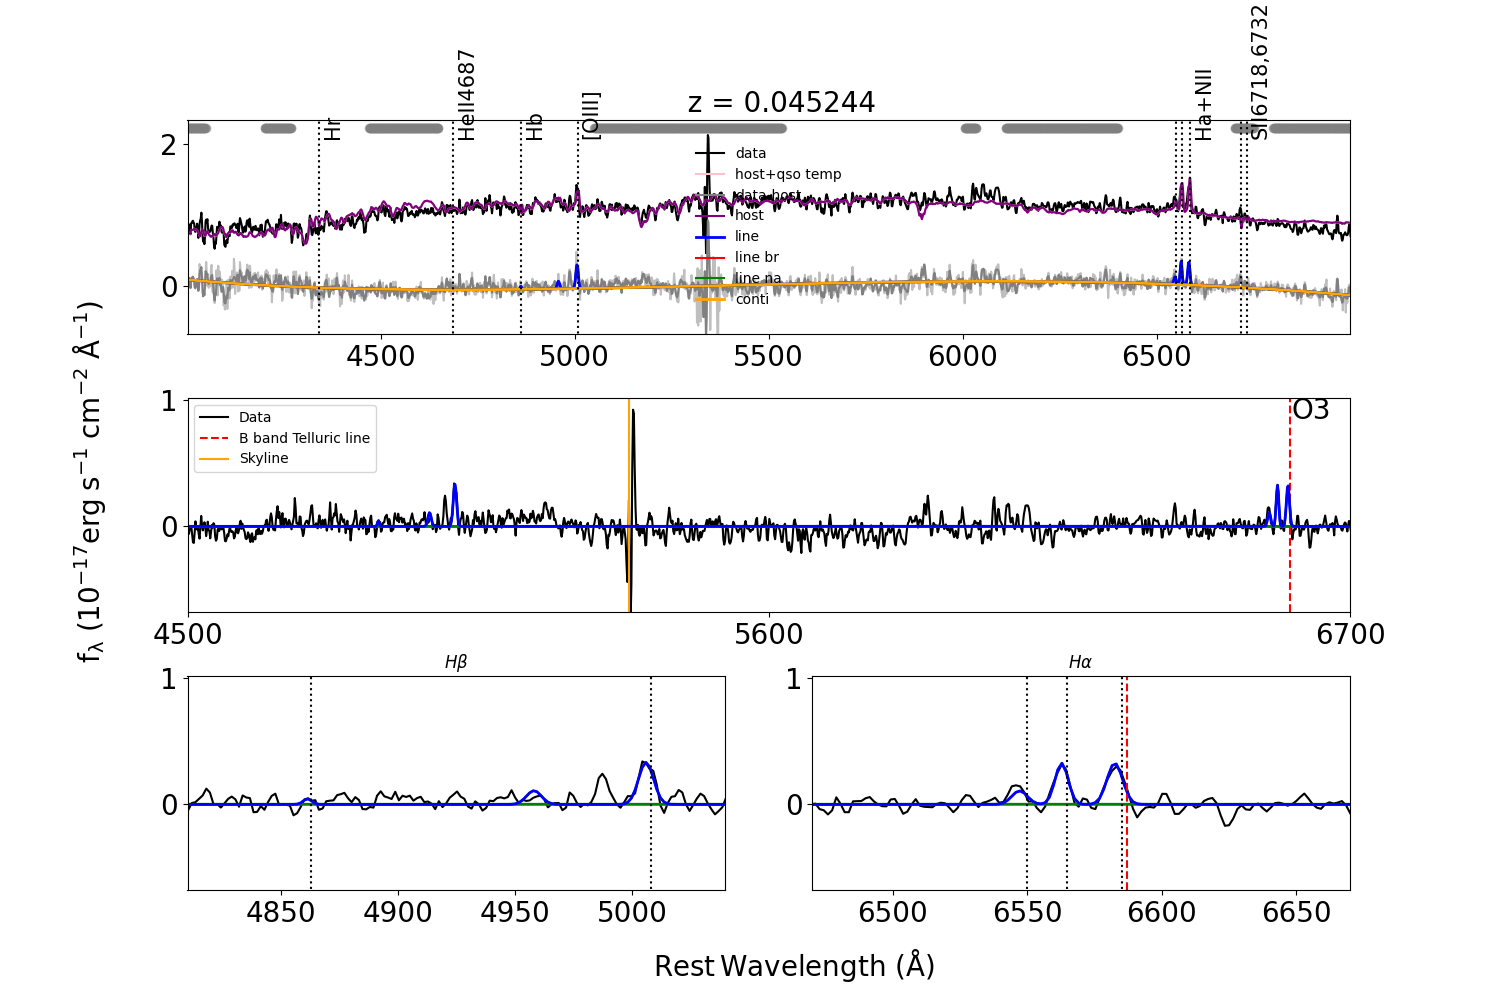 z = 0.045244
Hr
HeII4687
Hb
[OIII]
Ha+NII
SII6718,6732
data
host+qso temp
data-host
host
line
line br
line na
conti
2
0
4500 5000 5500 6000 6500
fλ (10⁻¹⁷erg s⁻¹ cm⁻² Å⁻¹)
Data
B band Telluric line
Skyline
O3
1
0
4500 5600 6700
Hβ
1
0
4850 4900 4950 5000
Hα
1
0
6500 6550 6600 6650
Rest Wavelength (Å)